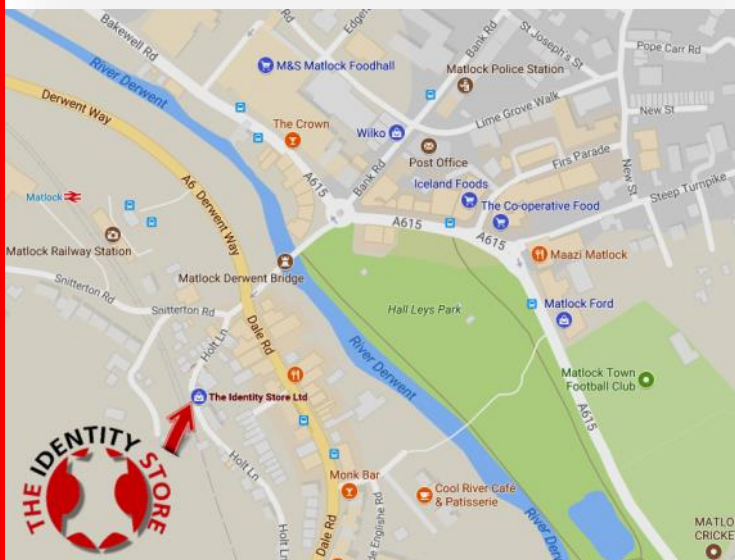 Bakewell Rd
Edge
M&S Matlock Foodhall
Bank Rd
St Joseph's St
Pope Carr Rd
River Derwent
Matlock Police Station
Derwent Way
Lime Grove Walk
New St
The Crown
Wilko
Post Office
Firs Parade
New St
Bank Rd
Iceland Foods
Steep Turnpike
Matlock
A6 Derwent Way
The Co-operative Food
A615
A615
A615
Matlock Railway Station
Maazi Matlock
Matlock Derwent Bridge
Snitterton Rd
Snitterton Rd
Hall Leys Park
Matlock Ford
Holt Ln
Dale Rd
River Derwent
Matlock Town
Football Club
The Identity Store Ltd
A615
THE IDENTITY STORE
Holt Ln
Monk Bar
Cool River Café
& Patisserie
de Englishe Rd
Holt Ln
Dale Rd
River De
MATLO
CRICKE